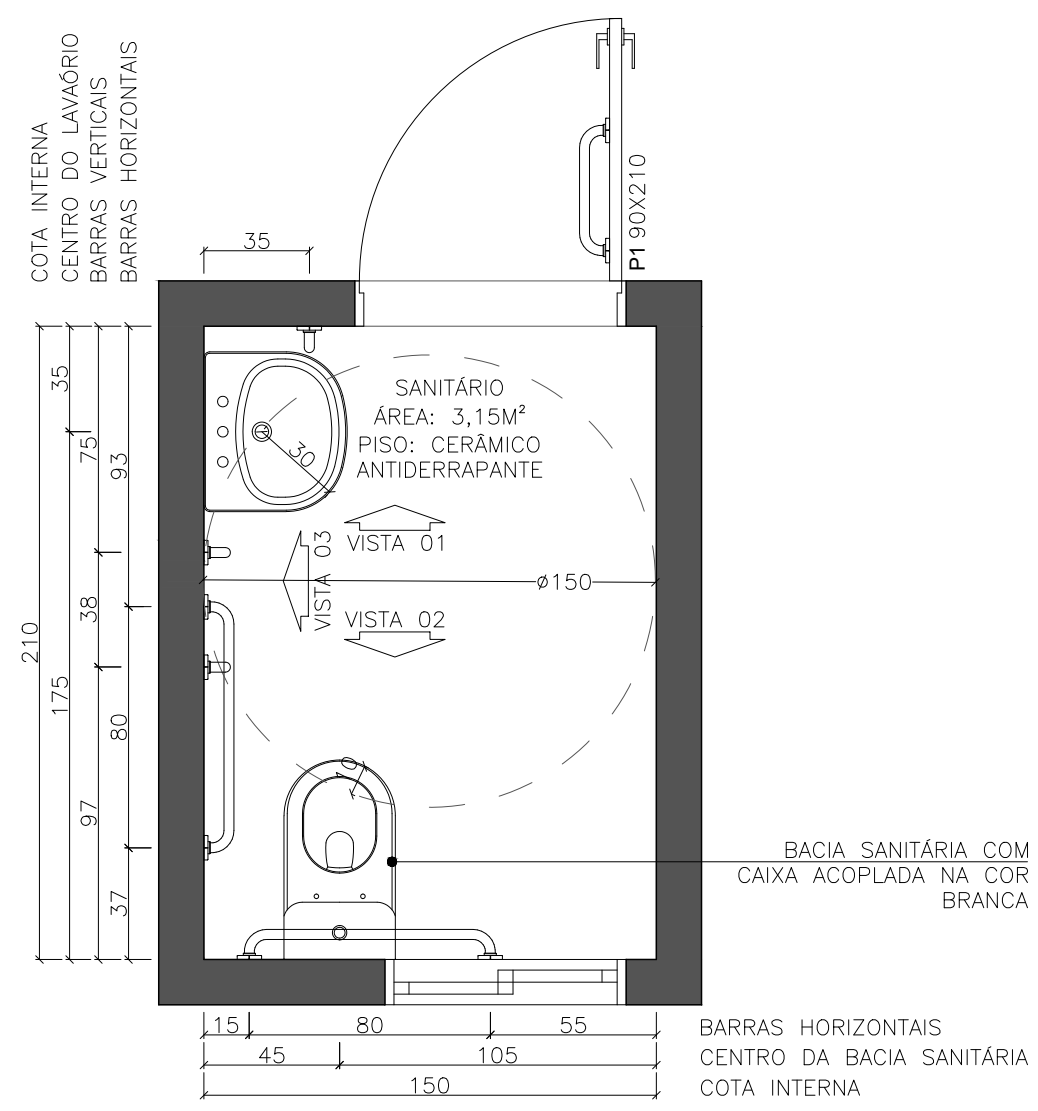 COTA INTERNA
CENTRO DO LAVAÓRIO
BARRAS VERTICAIS
BARRAS HORIZONTAIS
P1 90X210
35
SANITÁRIO
ÁREA: 3,15M²
PISO: CERÂMICO
ANTIDERRAPANTE
30
VISTA 01
VISTA 03
VISTA 02
ø150
210
35
175
75
38
97
93
80
37
10
BACIA SANITÁRIA COM
CAIXA ACOPLADA NA COR
BRANCA
15 80 55 BARRAS HORIZONTAIS
45 105 CENTRO DA BACIA SANITÁRIA
150 COTA INTERNA